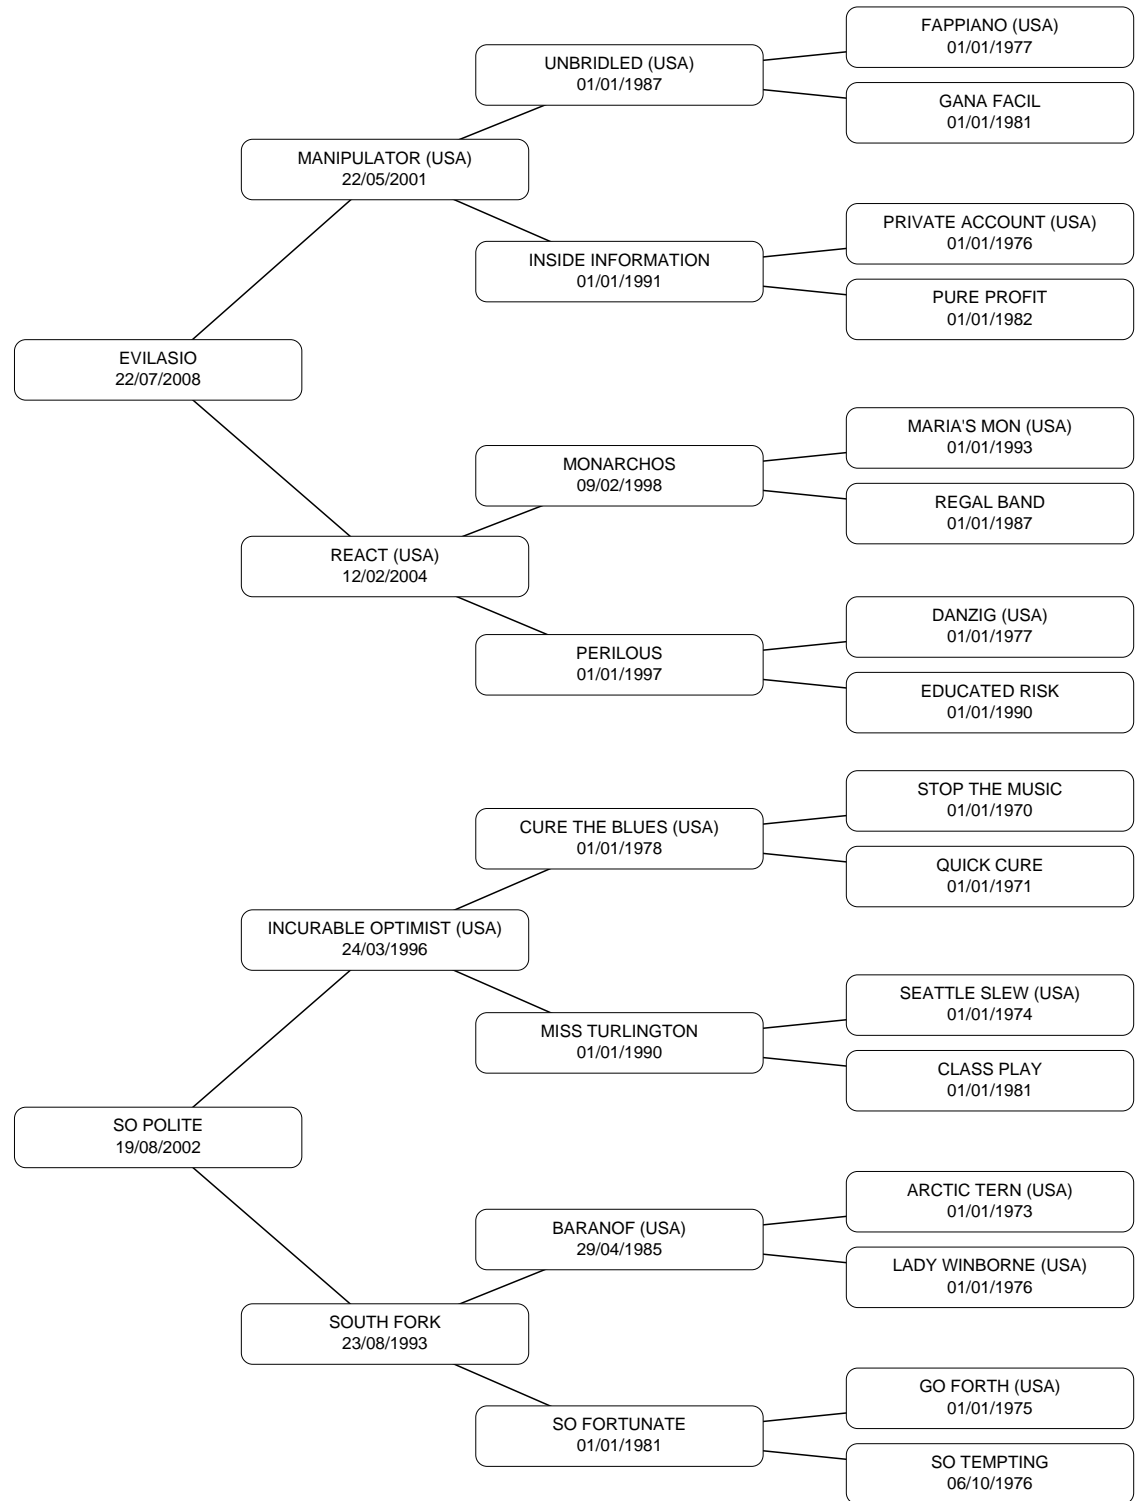 FAPPIANO (USA)
01/01/1977
UNBRIDLED (USA)
01/01/1987
GANA FACIL
01/01/1981
MANIPULATOR (USA)
22/05/2001
PRIVATE ACCOUNT (USA)
01/01/1976
INSIDE INFORMATION
01/01/1991
PURE PROFIT
01/01/1982
EVILASIO
22/07/2008
MARIA'S MON (USA)
01/01/1993
MONARCHOS
09/02/1998
REGAL BAND
01/01/1987
REACT (USA)
12/02/2004
DANZIG (USA)
01/01/1977
PERILOUS
01/01/1997
EDUCATED RISK
01/01/1990
STOP THE MUSIC
01/01/1970
CURE THE BLUES (USA)
01/01/1978
QUICK CURE
01/01/1971
INCURABLE OPTIMIST (USA)
24/03/1996
SEATTLE SLEW (USA)
01/01/1974
MISS TURLINGTON
01/01/1990
CLASS PLAY
01/01/1981
SO POLITE
19/08/2002
ARCTIC TERN (USA)
01/01/1973
BARANOF (USA)
29/04/1985
LADY WINBORNE (USA)
01/01/1976
SOUTH FORK
23/08/1993
GO FORTH (USA)
01/01/1975
SO FORTUNATE
01/01/1981
SO TEMPTING
06/10/1976